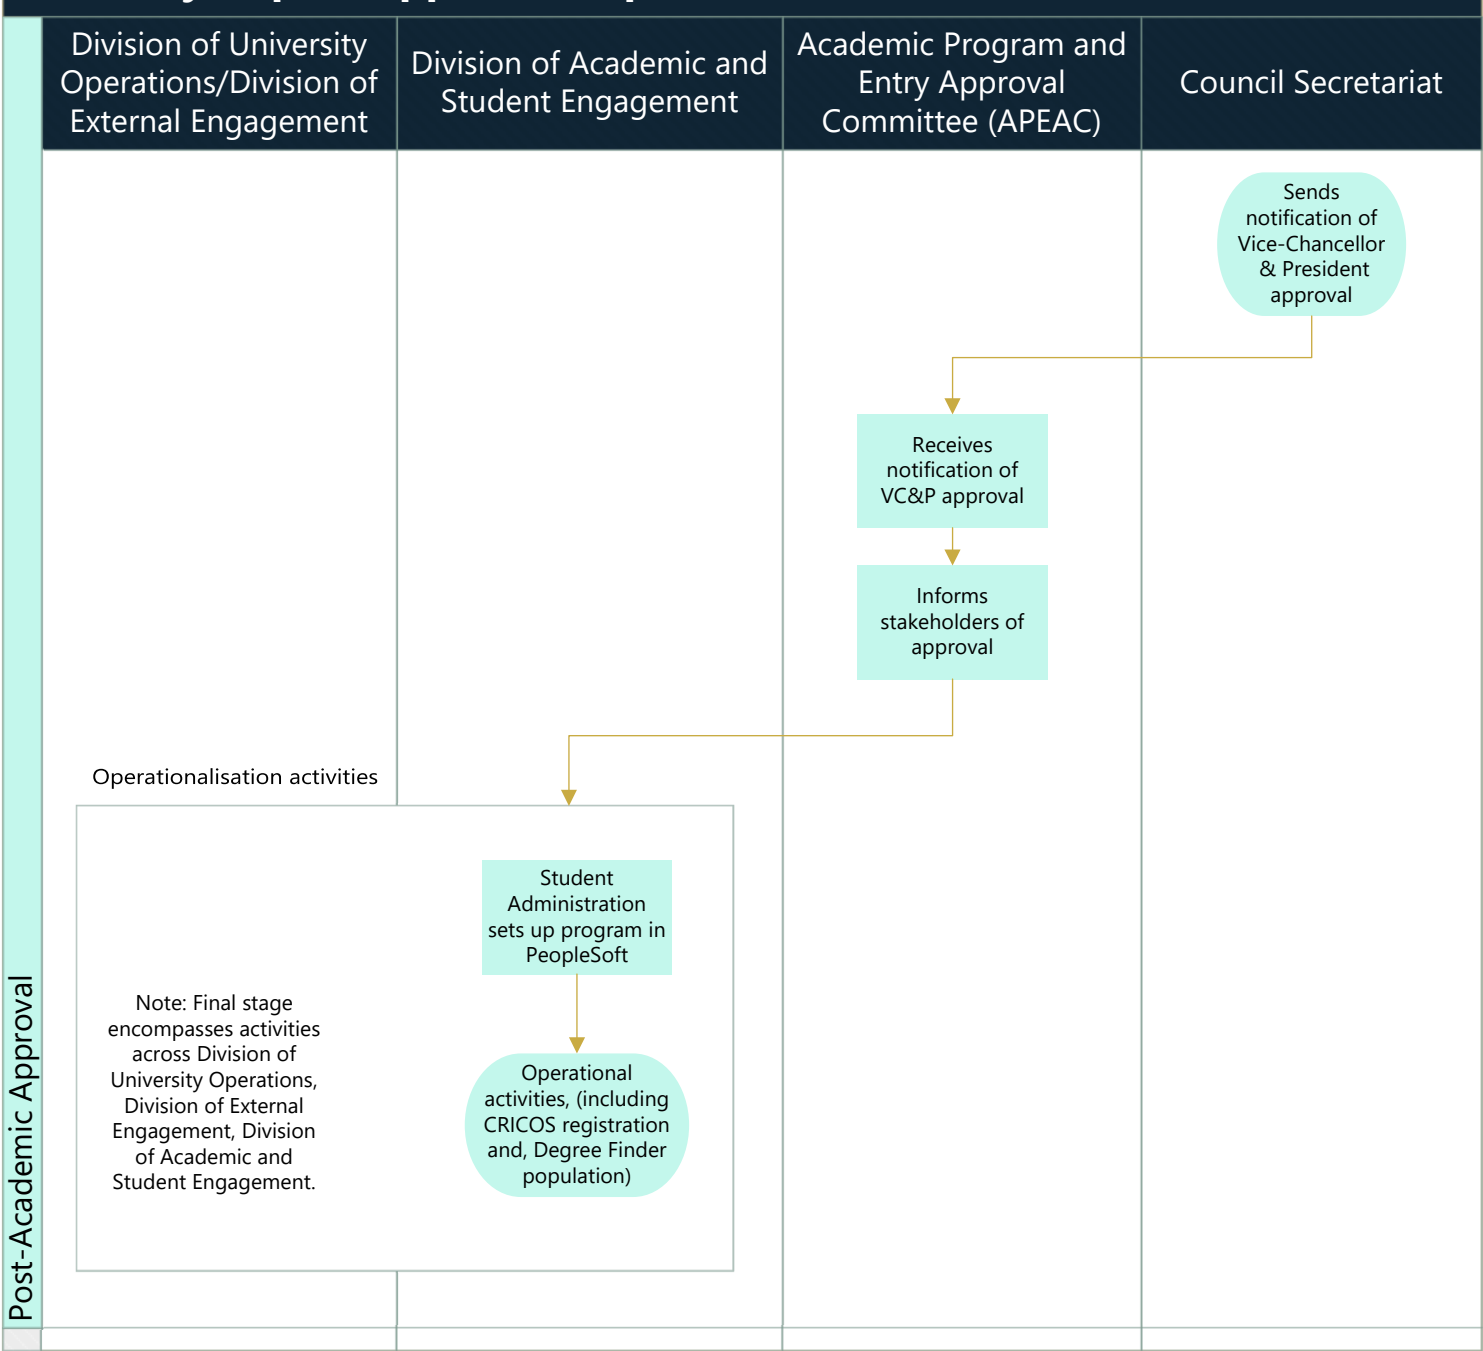 Division of University
Operations/Division of
External Engagement
Division of Academic and
Student Engagement
Academic Program and
Entry Approval
Committee (APEAC)
Council Secretariat
Sends
notification of
Vice-Chancellor
& President
approval
Receives
notification of
VC&P approval
Informs
stakeholders of
approval
Operationalisation activities
Student
Administration
sets up program in
PeopleSoft
Note: Final stage
encompasses activities
across Division of
University Operations,
Division of External
Engagement, Division
of Academic and
Student Engagement.
Operational
activities, (including
CRICOS registration
and, Degree Finder
population)
Post-Academic Approval